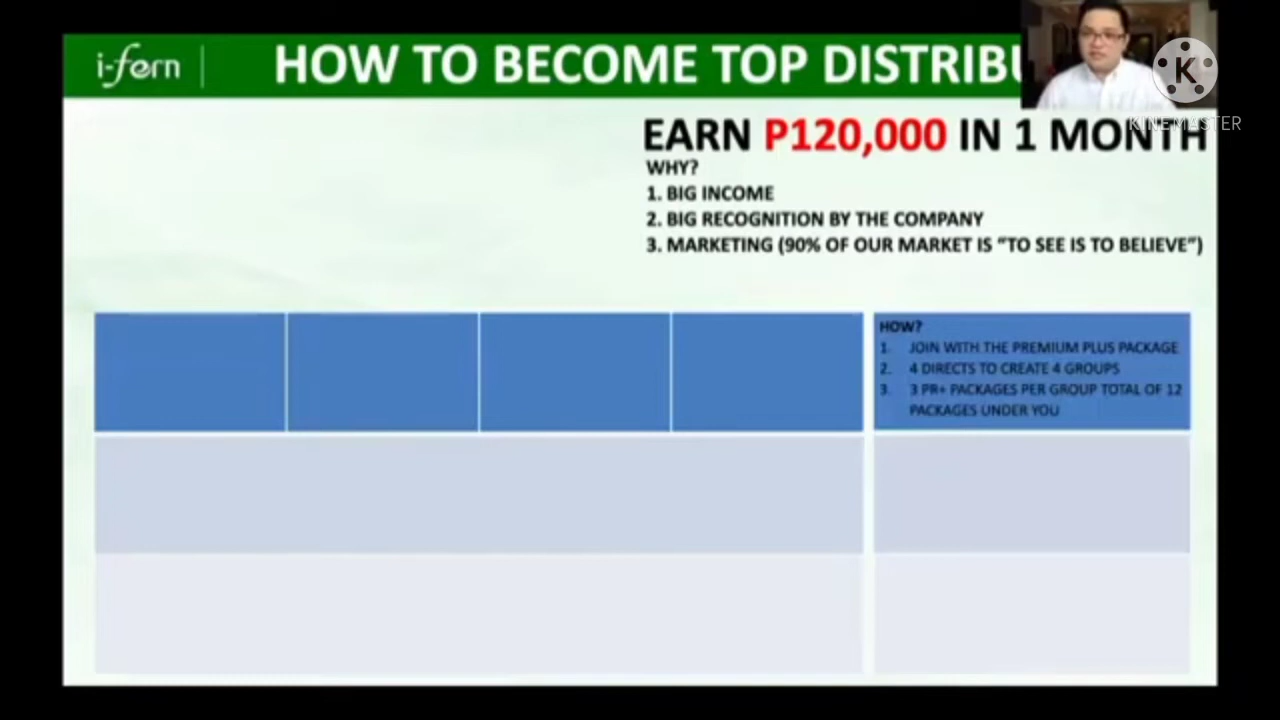 i-fern
HOW TO BECOME TOP DISTRIBU
K
KINEMASTER
EARN P120,000 IN 1 MONTH
WHY?
1. BIG INCOME
2. BIG RECOGNITION BY THE COMPANY
3. MARKETING (90% OF OUR MARKET IS "TO SEE IS TO BELIEVE")
HOW?
1. JOIN WITH THE PREMIUM PLUS PACKAGE
2. 4 DIRECTS TO CREATE 4 GROUPS
3. 3 PR+ PACKAGES PER GROUP TOTAL OF 12
PACKAGES UNDER YOU